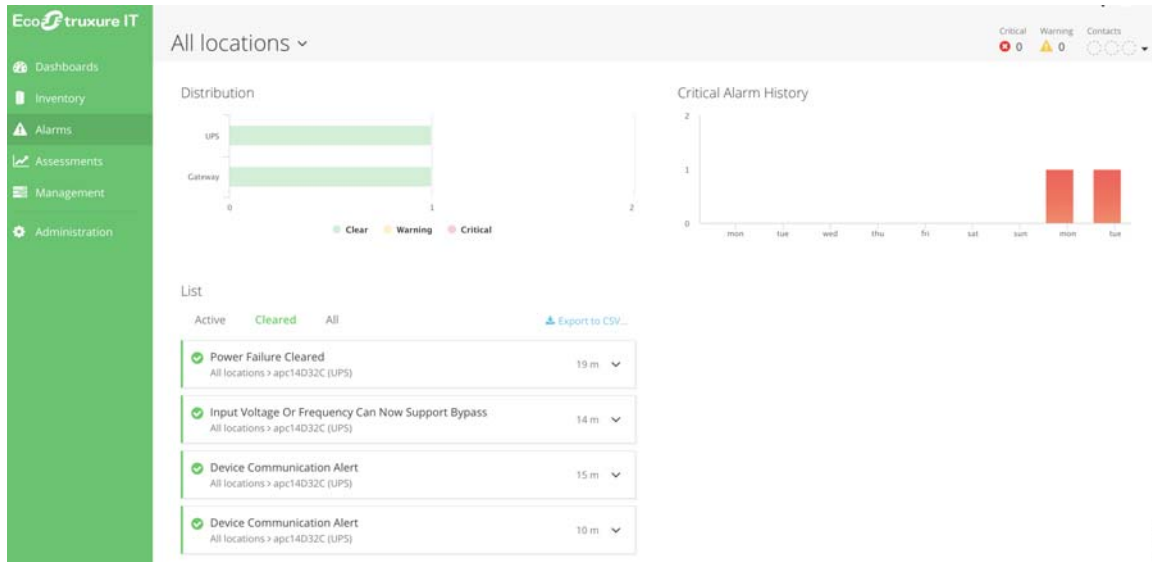 EcoStruxure IT
Dashboards
Inventory
Alarms
Assessments
Management
Administration
All locations
Critical Warning Contacts
0 0
Distribution
UPS
Gateway
0 1 2
Clear Warning Critical
Critical Alarm History
2
1
0
mon tue wed thu fri sat sun mon tue
List
Active Cleared All Export to CSV...
Power Failure Cleared
All locations > apc14D32C (UPS)
19 m
Input Voltage Or Frequency Can Now Support Bypass
All locations > apc14D32C (UPS)
14 m
Device Communication Alert
All locations > apc14D32C (UPS)
15 m
Device Communication Alert
All locations > apc14D32C (UPS)
10 m